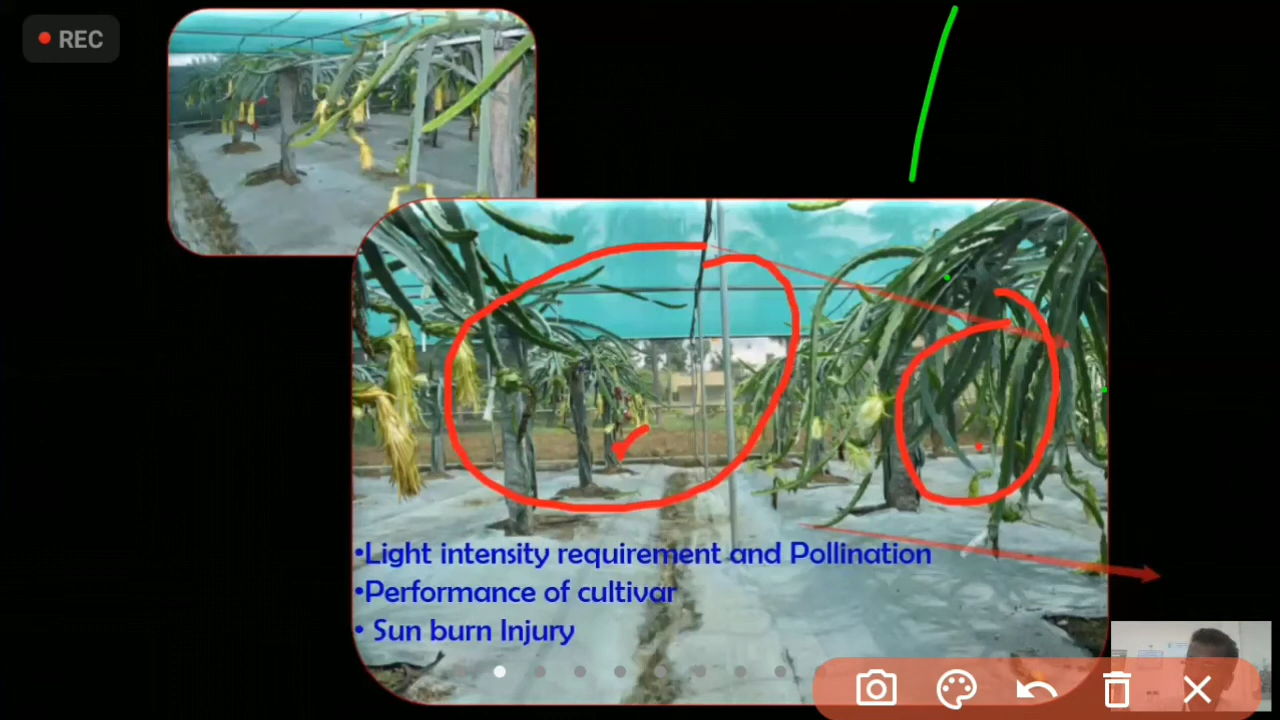 REC
•Light intensity requirement and Pollination
•Performance of cultivar
• Sun burn Injury